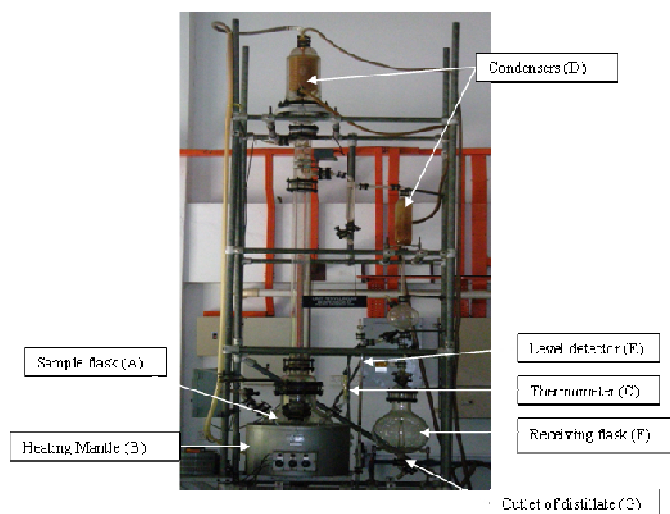 Condensers (D)
Sample flask (A)
Level detector (E)
Thermometer (C)
Heating Mantle (B)
Receiving flask (F)
Outlet of distillate (G)